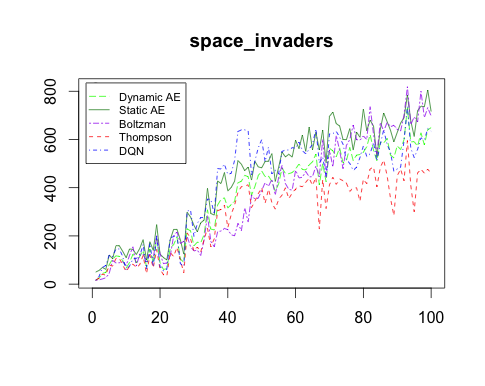 space_invaders
Dynamic AE
Static AE
Boltzman
Thompson
DQN
800
600
400
200
0
0 20 40 60 80 100